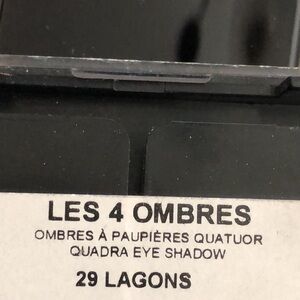 LES 4 OMBRES
OMBRES À PAUPIÈRES QUATUOR
QUADRA EYE SHADOW
29 LAGONS